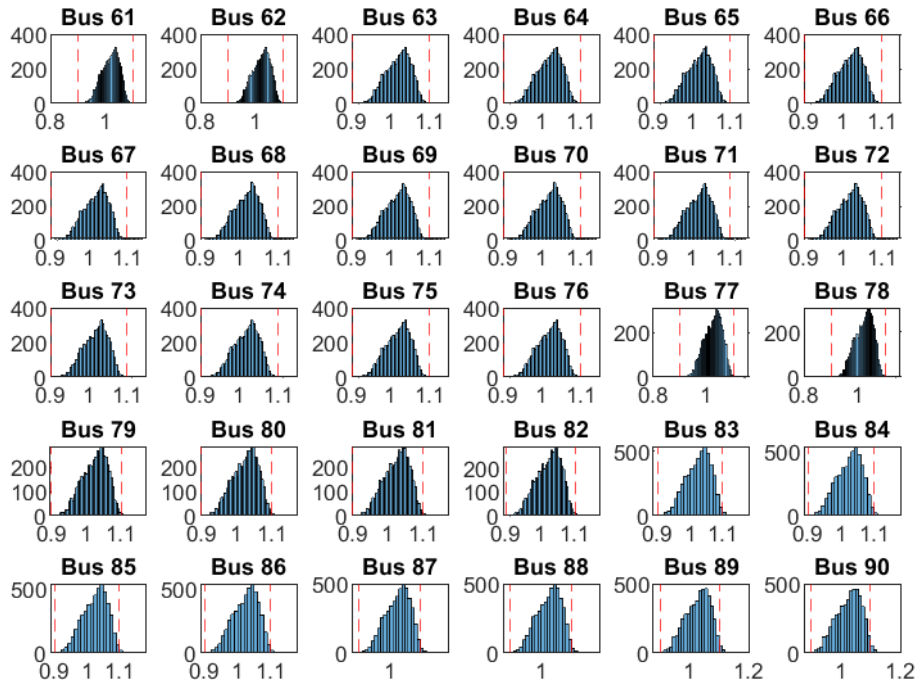 Bus 61 Bus 62 Bus 63 Bus 64 Bus 65 Bus 66
400 400 400 400 400 400
200 200 200 200 200 200
0 0 0 0 0 0
0.8 1 0.8 1 0.9 1 1.1 0.9 1 1.1 0.9 1 1.1 0.9 1 1.1
Bus 67 Bus 68 Bus 69 Bus 70 Bus 71 Bus 72
400 400 400 400 400 400
200 200 200 200 200 200
0 0 0 0 0 0
0.9 1 1.1 0.9 1 1.1 0.9 1 1.1 0.9 1 1.1 0.9 1 1.1 0.9 1 1.1
Bus 73 Bus 74 Bus 75 Bus 76 Bus 77 Bus 78
400 400 400 400
200 200 200 200 200 200
0 0 0 0 0 0
0.9 1 1.1 0.9 1 1.1 0.9 1 1.1 0.9 1 1.1 0.8 1 0.8 1
Bus 79 Bus 80 Bus 81 Bus 82 Bus 83 Bus 84
200 200 200 200 500 500
100 100 100 100
0 0 0 0 0 0
0.9 1 1.1 0.9 1 1.1 0.9 1 1.1 0.9 1 1.1 0.9 1 1.1 0.9 1 1.1
Bus 85 Bus 86 Bus 87 Bus 88 Bus 89 Bus 90
500 500 500 500 500 500
0 0 0 0 0 0
0.9 1 1.1 0.9 1 1.1 1 1 1 1.2 1 1.2